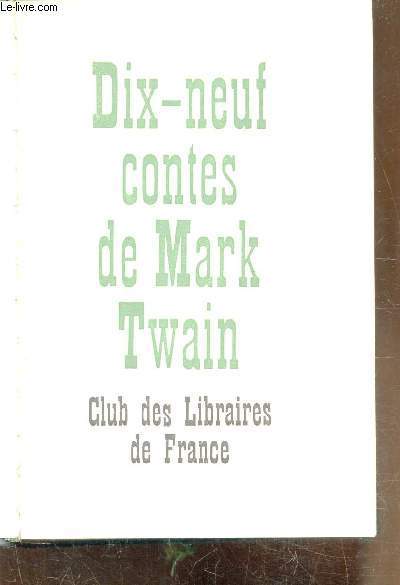 Le-livre.com
Dix-neuf
contes
de Mark
Twain
Club des Libraires
de France